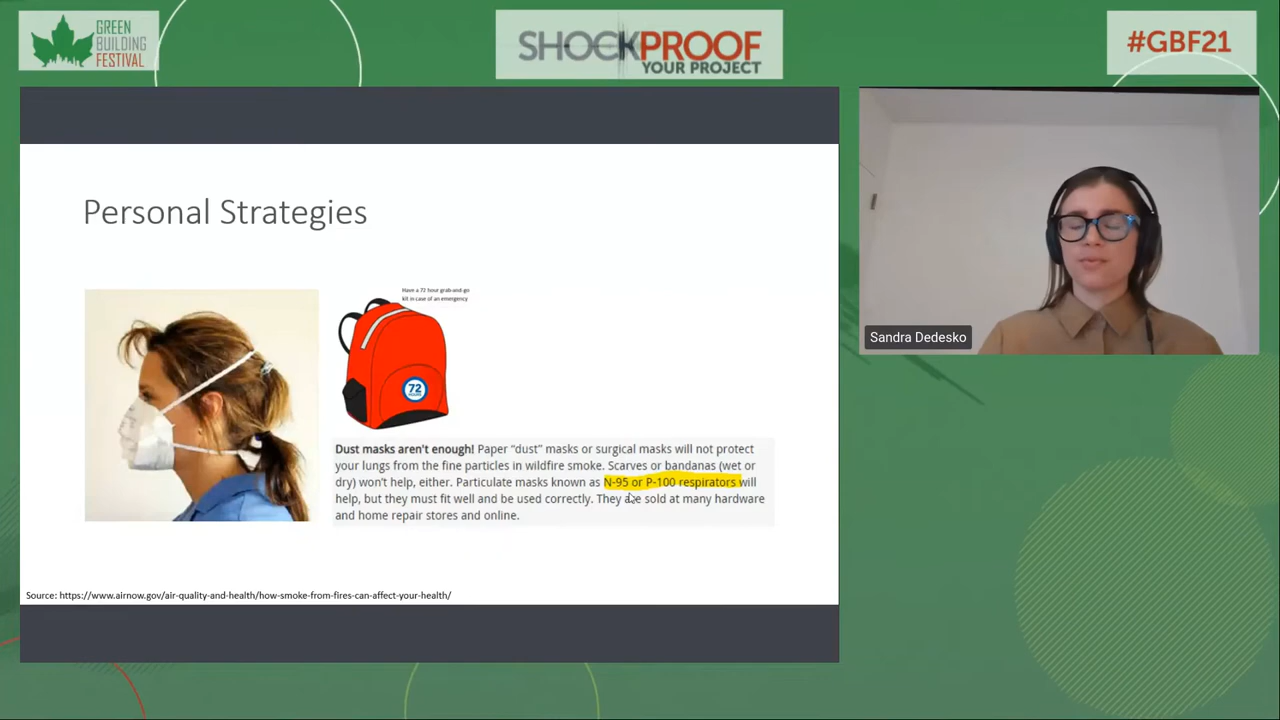 GREEN
BUILDING
FESTIVAL
SHOCKPROOF
YOUR PROJECT
#GBF21
Personal Strategies
Have a 72 hour grab-and-go
kit in case of an emergency
72
Dust masks aren't enough! Paper “dust” masks or surgical masks will not protect
your lungs from the fine particles in wildfire smoke. Scarves or bandanas (wet or
dry) won't help, either. Particulate masks known as N-95 or P-100 respirators will
help, but they must fit well and be used correctly. They are sold at many hardware
and home repair stores and online.
Source: https://www.airnow.gov/air-quality-and-health/how-smoke-from-fires-can-affect-your-health/
Sandra Dedesko